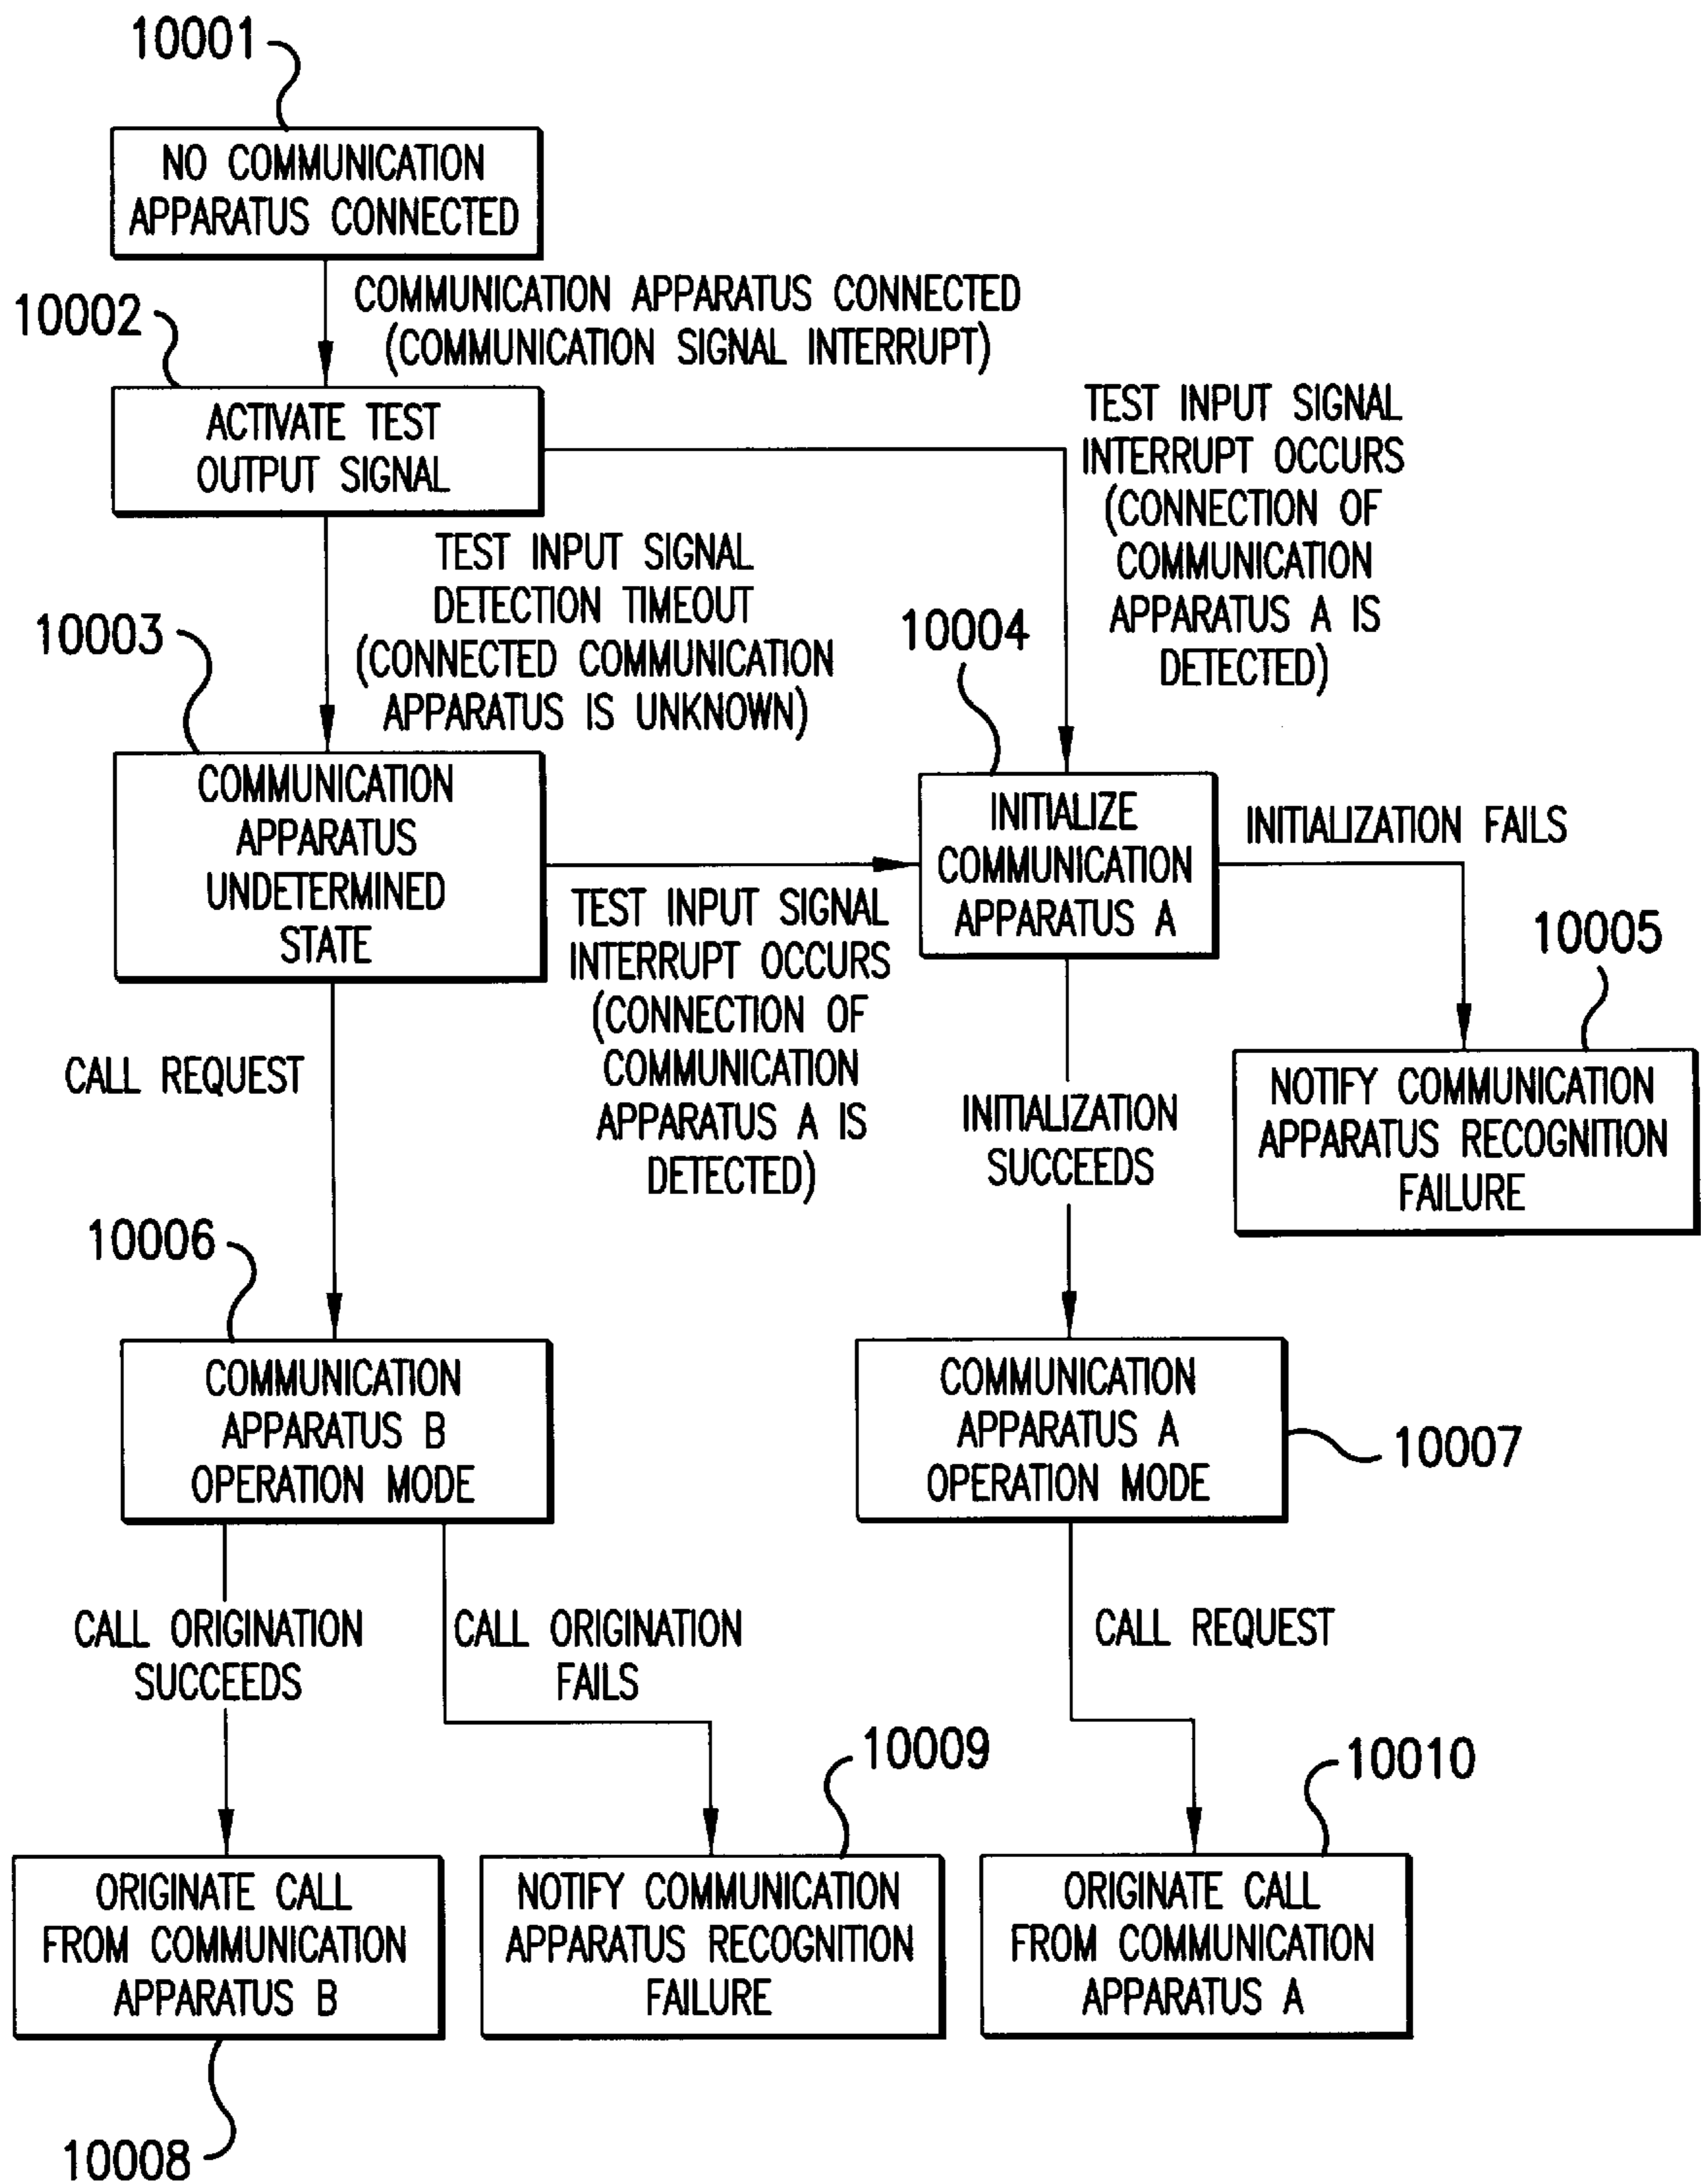 10001
NO COMMUNICATION
APPARATUS CONNECTED
COMMUNICATION APPARATUS CONNECTED
(COMMUNICATION SIGNAL INTERRUPT)
10002
ACTIVATE TEST
OUTPUT SIGNAL
TEST INPUT SIGNAL
INTERRUPT OCCURS
(CONNECTION OF
COMMUNICATION
APPARATUS A IS
DETECTED)
TEST INPUT SIGNAL
DETECTION TIMEOUT
(CONNECTED COMMUNICATION
APPARATUS IS UNKNOWN)
10003
COMMUNICATION
APPARATUS
UNDETERMINED
STATE
10004
INITIALIZE
COMMUNICATION
APPARATUS A
INITIALIZATION FAILS
TEST INPUT SIGNAL
INTERRUPT OCCURS
(CONNECTION OF
COMMUNICATION
APPARATUS A IS
DETECTED)
10005
NOTIFY COMMUNICATION
APPARATUS RECOGNITION
FAILURE
CALL REQUEST
INITIALIZATION
SUCCEEDS
10006
COMMUNICATION
APPARATUS B
OPERATION MODE
COMMUNICATION
APPARATUS A
OPERATION MODE
10007
CALL ORIGINATION
SUCCEEDS
CALL ORIGINATION
FAILS
CALL REQUEST
10009
10010
ORIGINATE CALL
FROM COMMUNICATION
APPARATUS B
NOTIFY COMMUNICATION
APPARATUS RECOGNITION
FAILURE
ORIGINATE CALL
FROM COMMUNICATION
APPARATUS A
10008